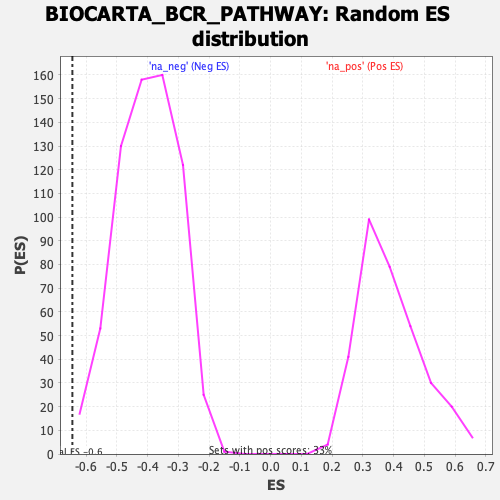 BIOCARTA_BCR_PATHWAY: Random ES
distribution
'na_neg' (Neg ES)
'na_pos' (Pos ES)
160
150
140
130
120
110
100
90
80
70
60
50
40
30
20
10
0
P(ES)
Sets with pos scores: 33%
-0.6 -0.5 -0.4 -0.3 -0.2 -0.1 0.0 0.1 0.2 0.3 0.4 0.5 0.6 0.7
ES